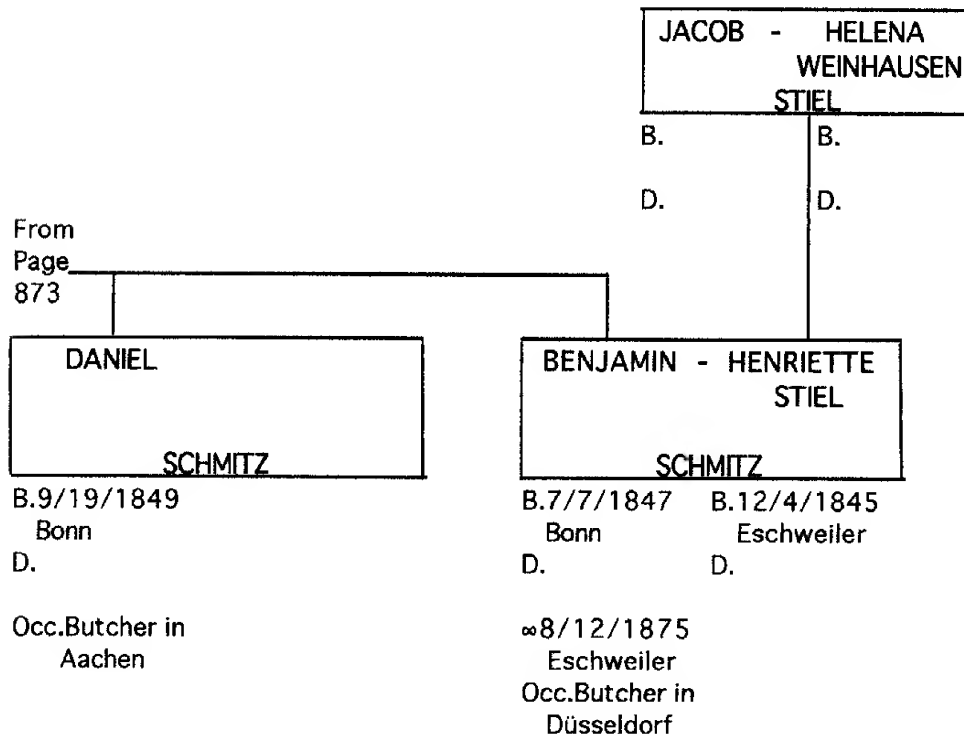 JACOB - HELENA
WEINHAUSEN
STIEL
B. B.
D. D.
From
Page
873
DANIEL
SCHMITZ
B.9/19/1849
Bonn
D.
Occ.Butcher in
Aachen
BENJAMIN - HENRIETTE
STIEL
SCHMITZ
B.7/7/1847 B.12/4/1845
Bonn Eschweiler
D. D.
∞8/12/1875
Eschweiler
Occ.Butcher in
Düsseldorf